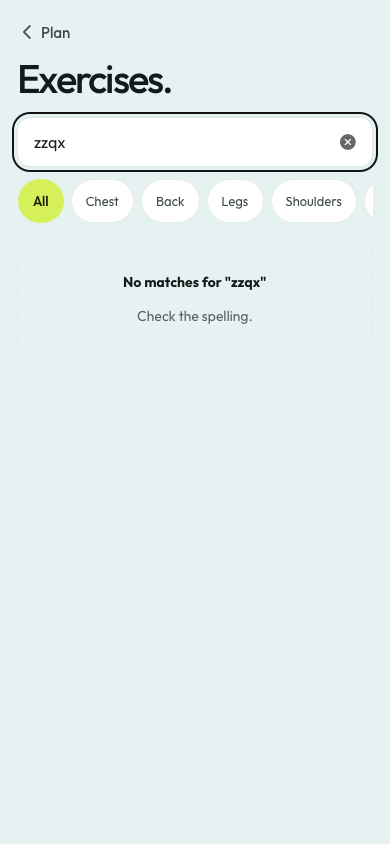 Plan
Exercises.
zzqx
All
Chest
Back
Legs
Shoulders
No matches for "zzqx"
Check the spelling.